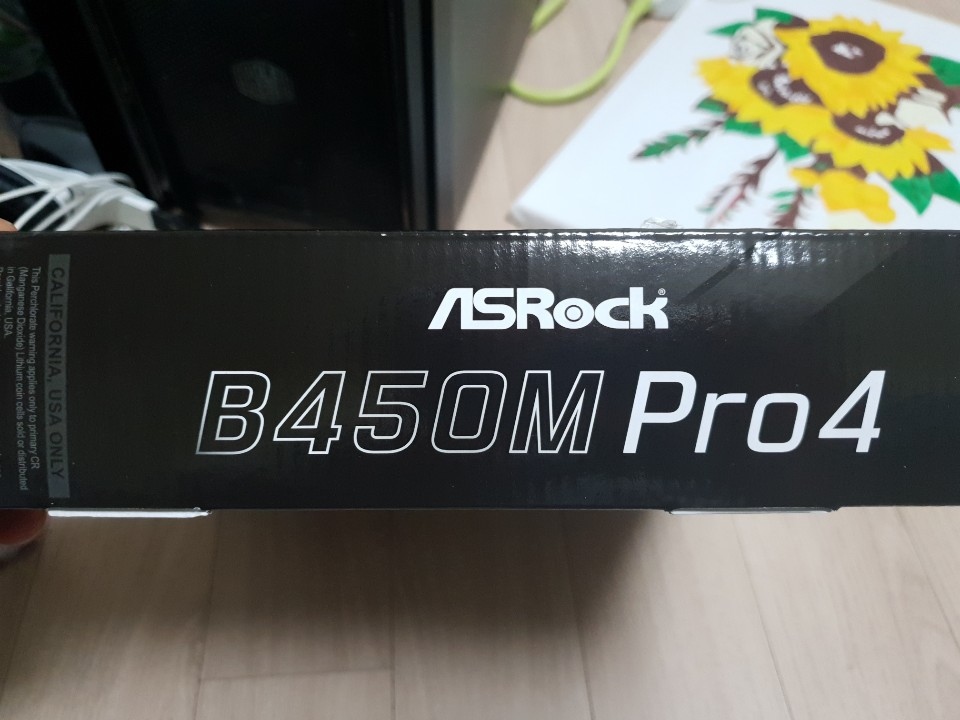 ASRock®
B450M Pro4
CALIFORNIA, USA ONLY
This Perchlorate warning applies only to primary CR
(Manganese Dioxide) Lithium coin cells sold or distributed
in California, USA.